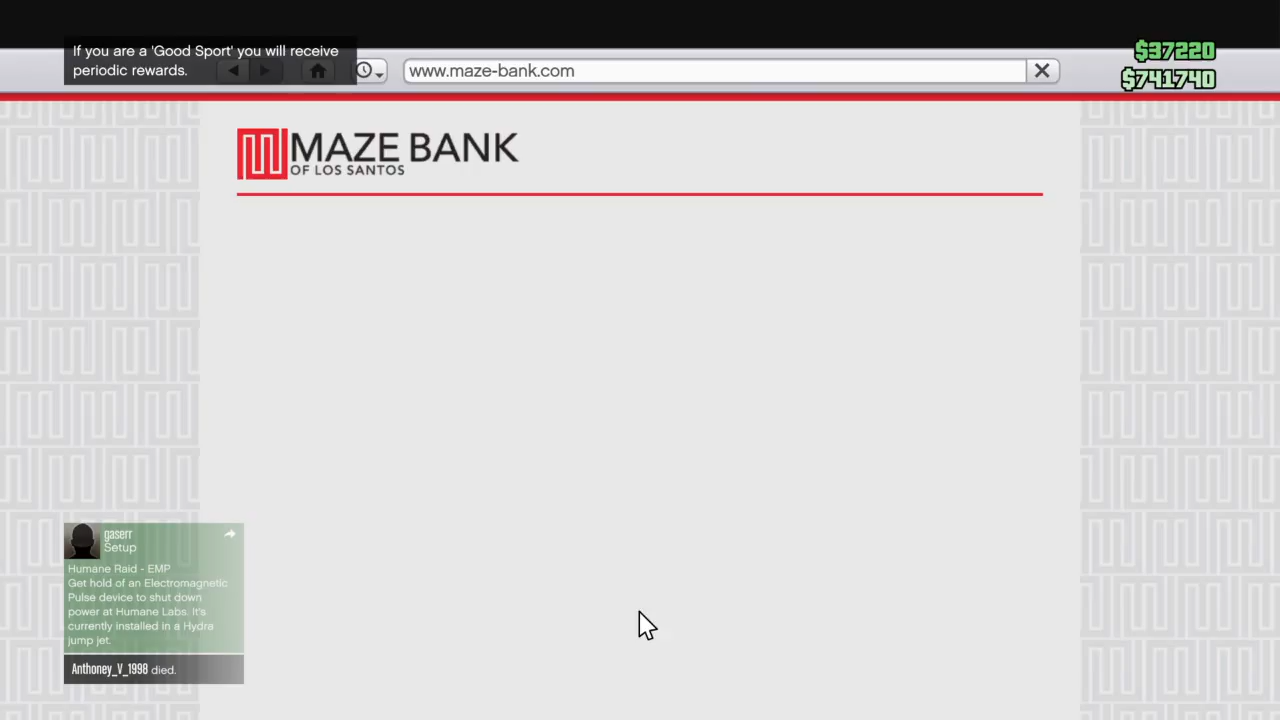 If you are a 'Good Sport' you will receive
periodic rewards.
www.maze-bank.com
$37220
$741740
MAZE BANK
OF LOS SANTOS
gaserr
Setup
Humane Raid - EMP
Get hold of an Electromagnetic
Pulse device to shut down
power at Humane Labs. It's
currently installed in a Hydra
jump jet.
Anthoney_V_1998 died.